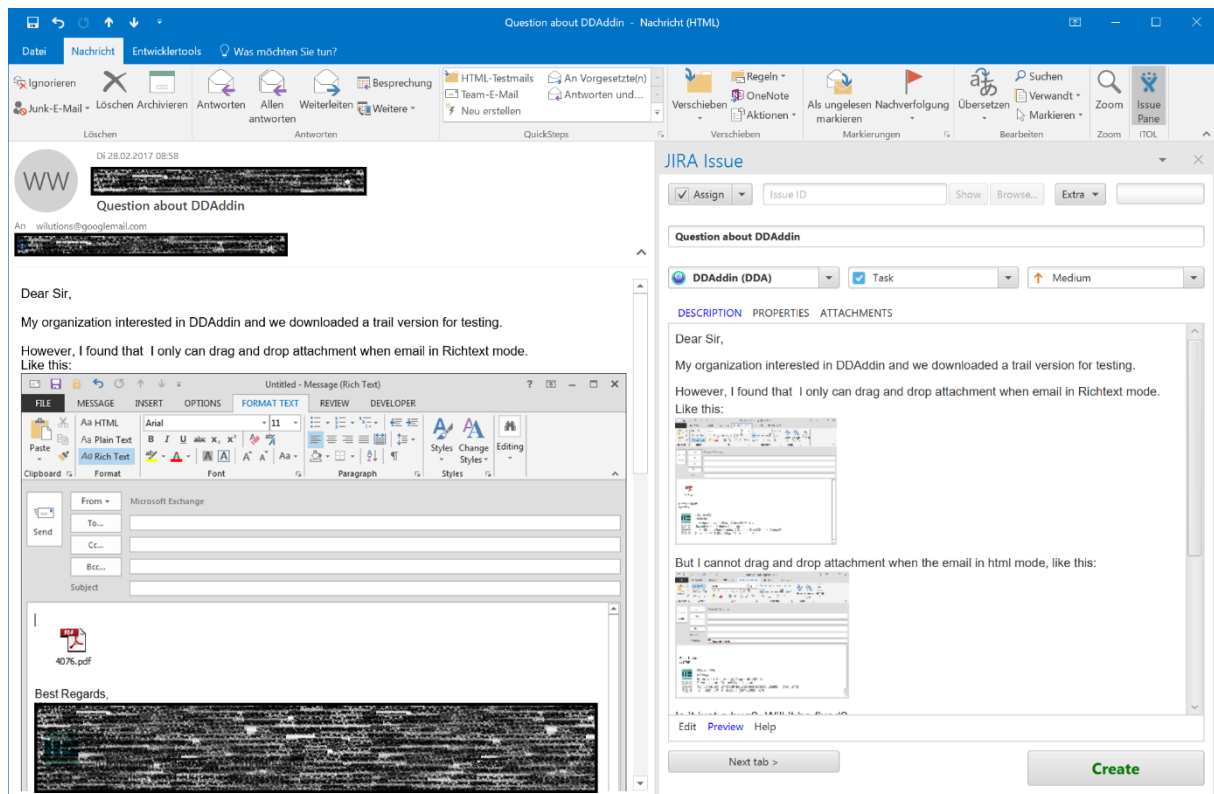 Question about DDAddin - Nachricht (HTML)
Datei Nachricht Entwicklertools Was möchten Sie tun?
Ignorieren
Junk-E-Mail
Löschen Archivieren
Löschen
Antworten Allen antworten Weiterleiten
Besprechung
Weitere
Antworten
HTML-Testmails An Vorgesetzte(n)
Team-E-Mail Antworten und...
Neu erstellen
QuickSteps
Verschieben
Regeln
OneNote
Aktionen
Verschieben
Als ungelesen markieren Nachverfolgung
Markierungen
Übersetzen
Suchen
Verwandt
Markieren
Bearbeiten
Zoom
Zoom
Issue Pane
ITOL
WW
Di 28.02.2017 08:58
Question about DDAddin
An wilutions@googlemail.com
Dear Sir,
My organization interested in DDAddin and we downloaded a trail version for testing.
However, I found that I only can drag and drop attachment when email in Richtext mode.
Like this:
Untitled - Message (Rich Text)
FILE MESSAGE INSERT OPTIONS FORMAT TEXT REVIEW DEVELOPER
Paste
Clipboard
Aa HTML
Aa Plain Text
Aa Rich Text
Format
Arial 11
B I U abc x₂ x²
A A A A Aa
Font
Paragraph
Styles Change Styles
Styles
Editing
Send
From Microsoft Exchange
To...
Cc...
Bcc...
Subject
PDF
4076.pdf
Best Regards,
JIRA Issue
Assign Issue ID Show Browse... Extra
Question about DDAddin
DDAddin (DDA) Task Medium
DESCRIPTION PROPERTIES ATTACHMENTS
Dear Sir,
My organization interested in DDAddin and we downloaded a trail version for testing.
However, I found that I only can drag and drop attachment when email in Richtext mode.
Like this:
But I cannot drag and drop attachment when the email in html mode, like this:
Edit Preview Help
Next tab >
Create